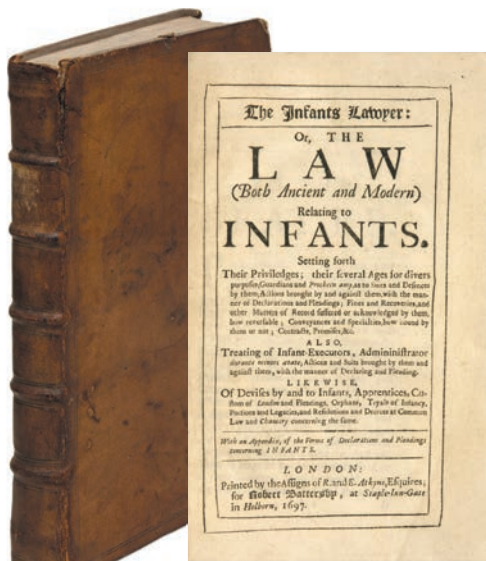 The Infants Lawyer:
Or, THE
LAW
(Both Ancient and Modern)
Relating to
INFANTS.
Setting forth
Their Priviledges; their several Ages for divers
purposes, Guardians and Prochein amy, as to Suits and Defences
by them, Actions brought by and against them, with the man-
ner of Declarations and Pleadings; Fines and Recoveries, and
other Matters of Record suffered or acknowledged by them,
how reversable; Conveyances and Specialties, how bound by
them or not; Contracts, Promises, &c.
ALSO,
Treating of Infant-Executors, Admininistrator
durante minore ætate, Actions and Suits brought by them and
against them, with the manner of Declaring and Pleading.
LIKEWISE,
Of Devises by and to Infants, Apprentices, Cu-
stom of London and Pleadings, Orphans, Tryals of Infancy,
Portions and Legacies, and Resolutions and Decrees at Common
Law and Chancery concerning the same.
With an Appendix, of the Forms of Declarations and Pleadings
concerning INFANTS.
LONDON:
Printed by the Assigns of R. and E. Atkyns, Esquires;
for Robert Battersby, at Staple-Inn-Gate
in Holborn, 1697.